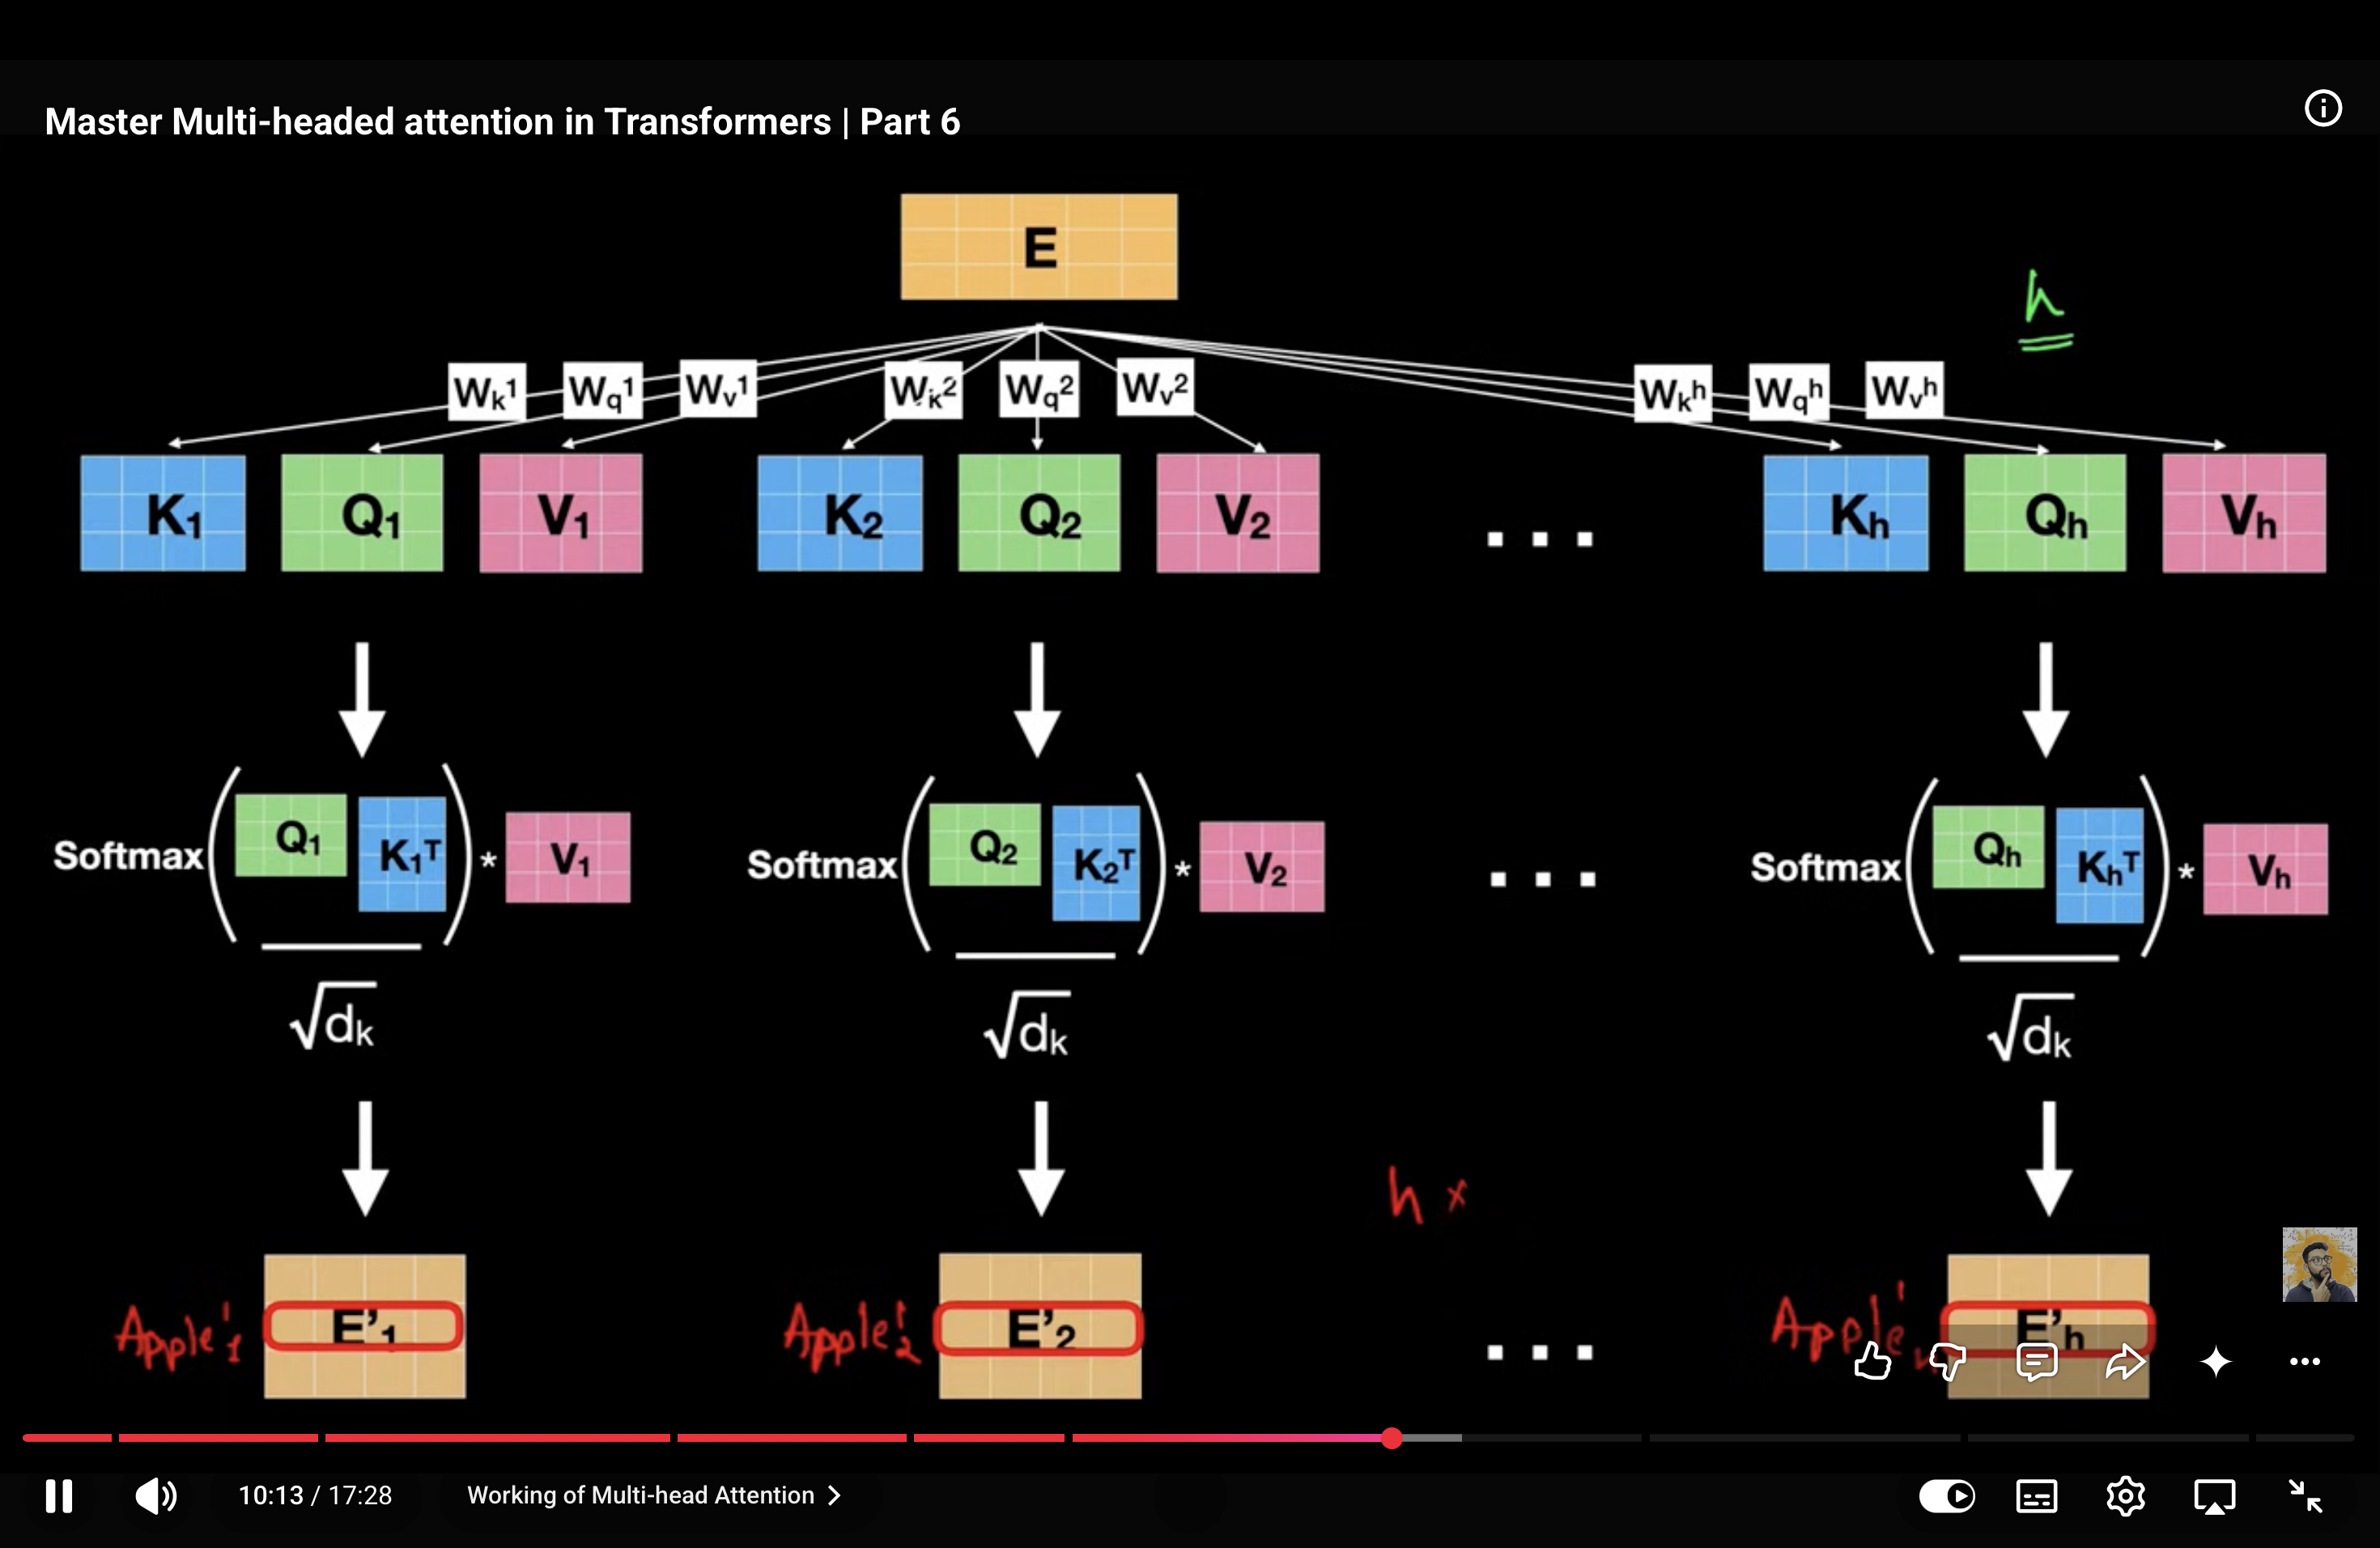 Master Multi-headed attention in Transformers | Part 6
E
h
Wk1 Wq1 Wv1 Wk2 Wq2 Wv2 Wkh Wqh Wvh
K1 Q1 V1 K2 Q2 V2 ... Kh Qh Vh
Softmax ( Q1 K1T ) * V1 Softmax ( Q2 K2T ) * V2 ... Softmax ( Qh KhT ) * Vh
√dk √dk √dk
h x
Apple'1 E'1 Apple'2 E'2 ... Apple' E'h
10:13 / 17:28 Working of Multi-head Attention